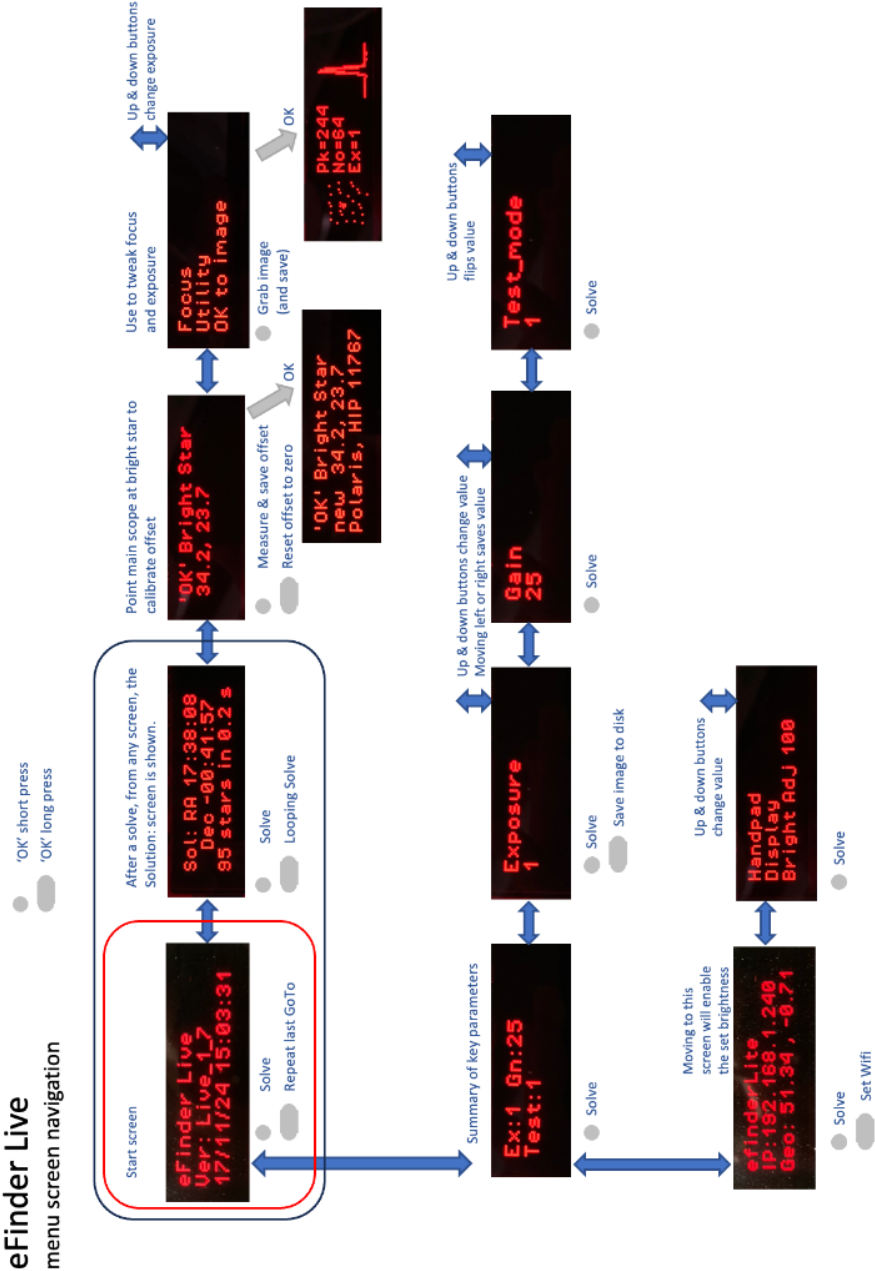 eFinder Live
menu screen navigation
'OK' short press
'OK' long press
Start screen
eFinder Live
Ver: Live_1_7
17/11/24 15:03:31
Solve
Repeat last GoTo
After a solve, from any screen, the
Solution: screen is shown.
Sol: RA 17:38:08
Dec -00:41:57
95 stars in 0.2 s
Solve
Looping Solve
Point main scope at bright star to
calibrate offset
'OK' Bright Star
34.2, 23.7
Measure & save offset
Reset offset to zero
OK
'OK' Bright Star
new 34.2, 23.7
Polaris, HIP 11767
Use to tweak focus
and exposure
Up & down buttons
change exposure
Focus
Utility
OK to image
Grab image
(and save)
OK
Pk=244
No=64
Ex=1
Summary of key parameters
Ex:1 Gn:25
Test:1
Solve
Exposure
1
Solve
Save image to disk
Up & down buttons change value
Moving left or right saves value
Gain
25
Solve
Up & down buttons
flips value
Test_mode
1
Solve
Moving to this
screen will enable
the set brightness
efinderLite
IP:192.168.1.240
Geo: 51.34 , -0.71
Solve
Set Wifi
Up & down buttons
change value
Handpad
Display
Bright Adj 100
Solve